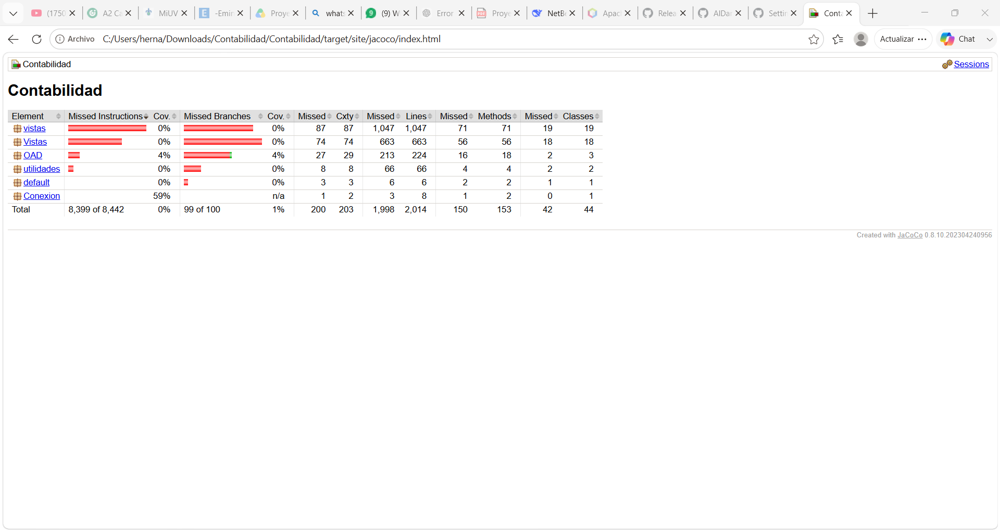 (1750 A2 Ca MiUV -Emin Proye whats (9) W Error Proye NetBe Apac Relea AlDar Settin Conta
Archivo C:/Users/herna/Downloads/Contabilidad/Contabilidad/target/site/jacoco/index.html Actualizar ··· Chat
Contabilidad Sessions
Contabilidad
Element Missed Instructions Cov. Missed Branches Cov. Missed Cxty Missed Lines Missed Methods Missed Classes
vistas 0% 0% 87 87 1,047 1,047 71 71 19 19
Vistas 0% 0% 74 74 663 663 56 56 18 18
OAD 4% 4% 27 29 213 224 16 18 2 3
utilidades 0% 0% 8 8 66 66 4 4 2 2
default 0% 0% 3 3 6 6 2 2 1 1
Conexion 59% n/a 1 2 3 8 1 2 0 1
Total 8,399 of 8,442 0% 99 of 100 1% 200 203 1,998 2,014 150 153 42 44
Created with JaCoCo 0.8.10.202304240956